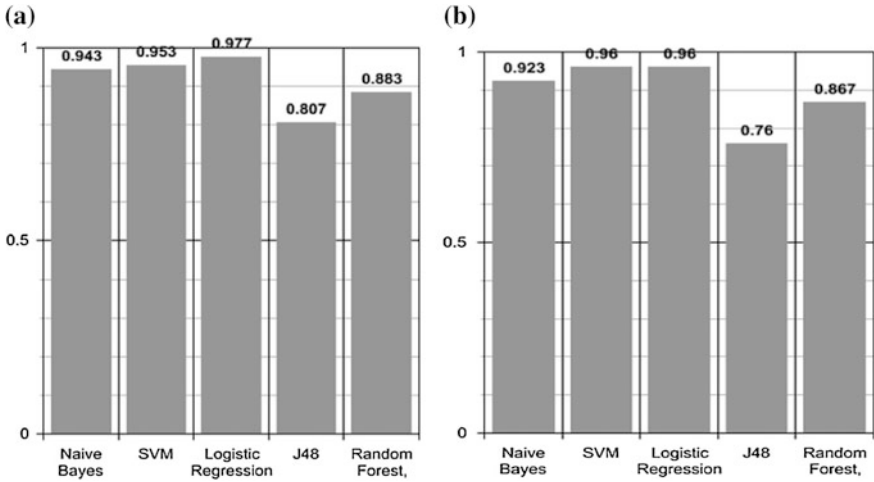 (a)
0.943
0.953
0.977
0.807
0.883
1
0.5
0
Naive
Bayes
SVM
Logistic
Regression
J48
Random
Forest,
(b)
0.923
0.96
0.96
0.76
0.867
1
0.5
0
Naive
Bayes
SVM
Logistic
Regression
J48
Random
Forest,